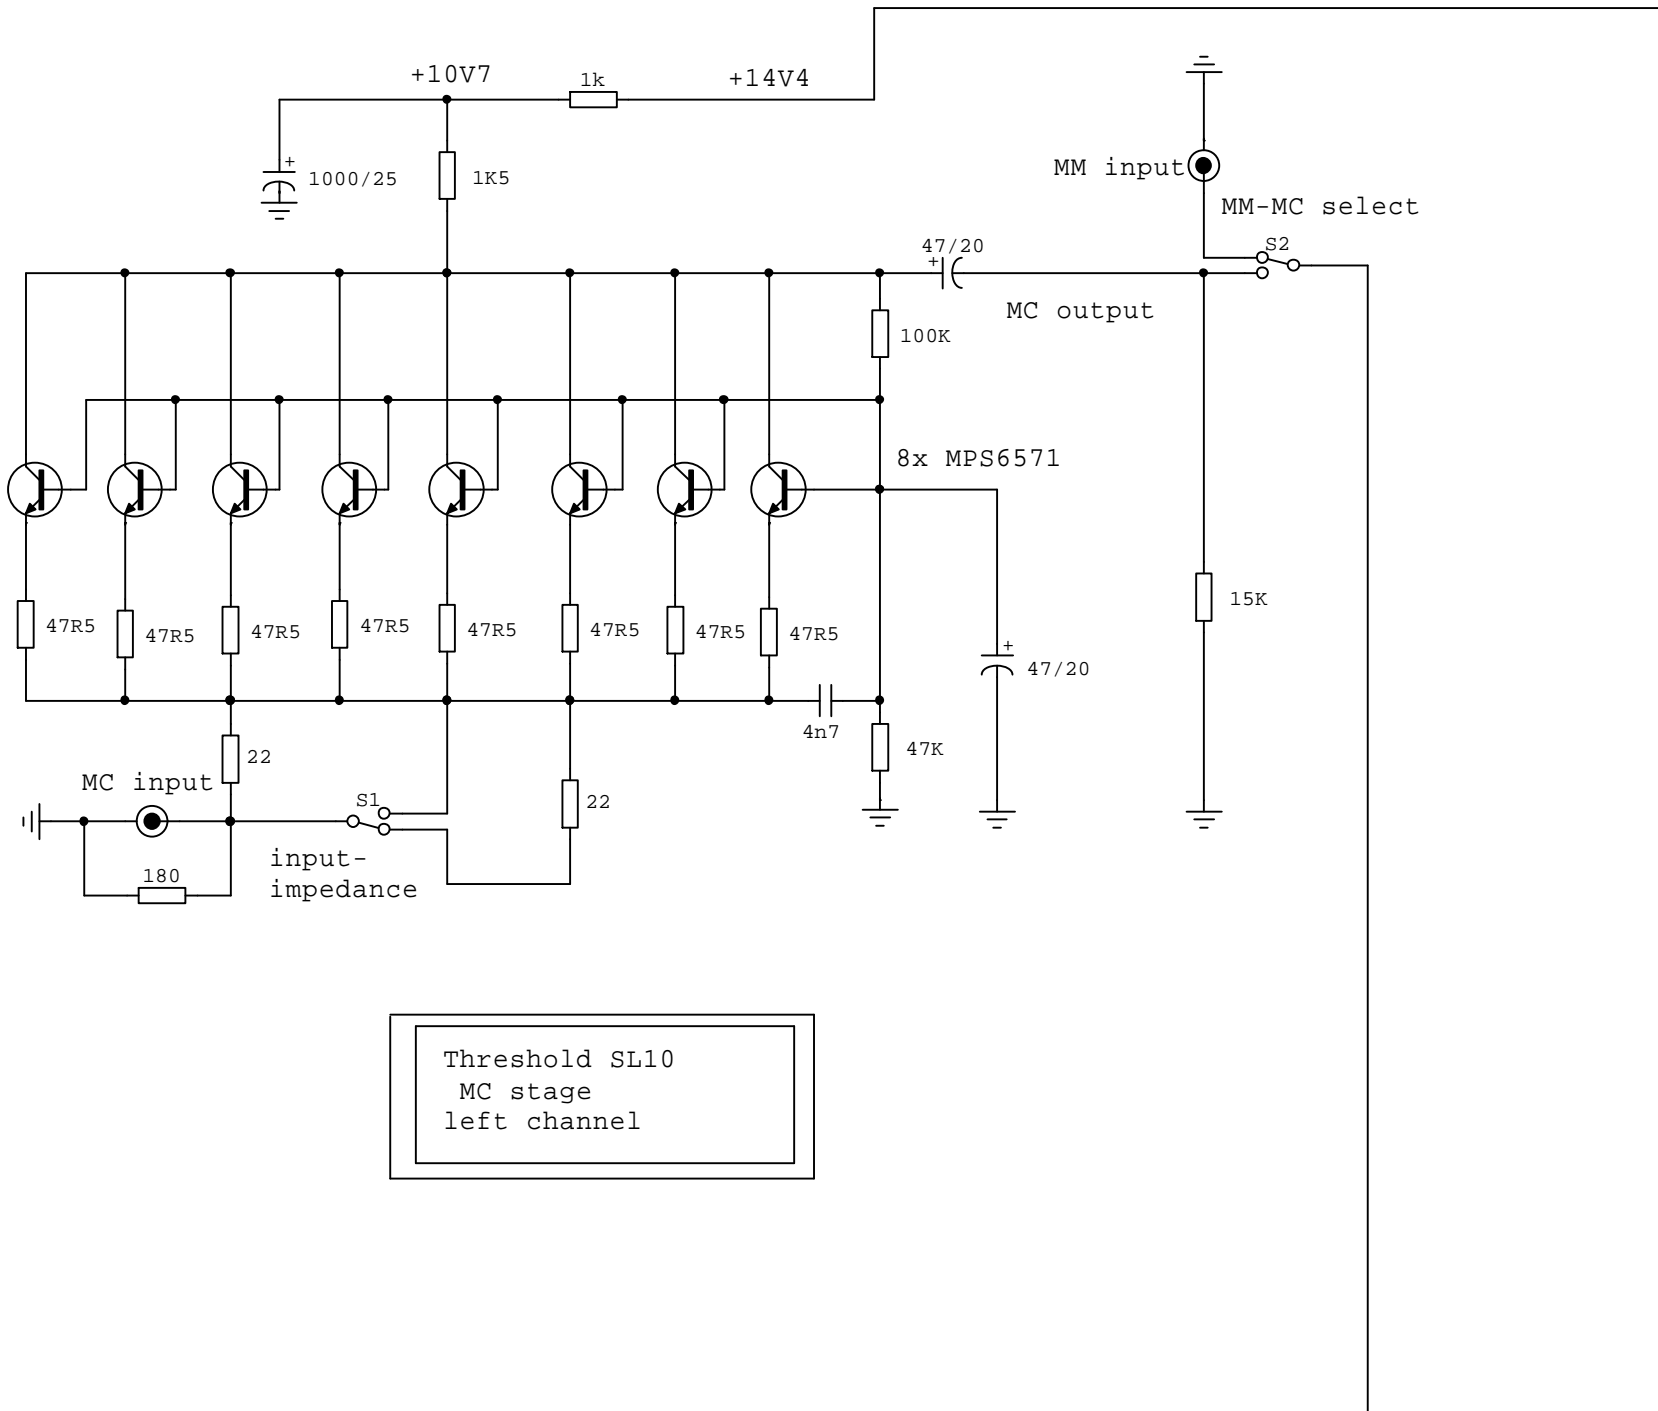 +10V7
1k
+14V4
+
1000/25
1K5
MM input
MM-MC select
S2
47/20
+
MC output
100K
8x MPS6571
47R5
47R5
47R5
47R5
47R5
47R5
47R5
47R5
15K
+
47/20
4n7
47K
22
MC input
S1
22
input-
impedance
180
Threshold SL10
MC stage
left channel